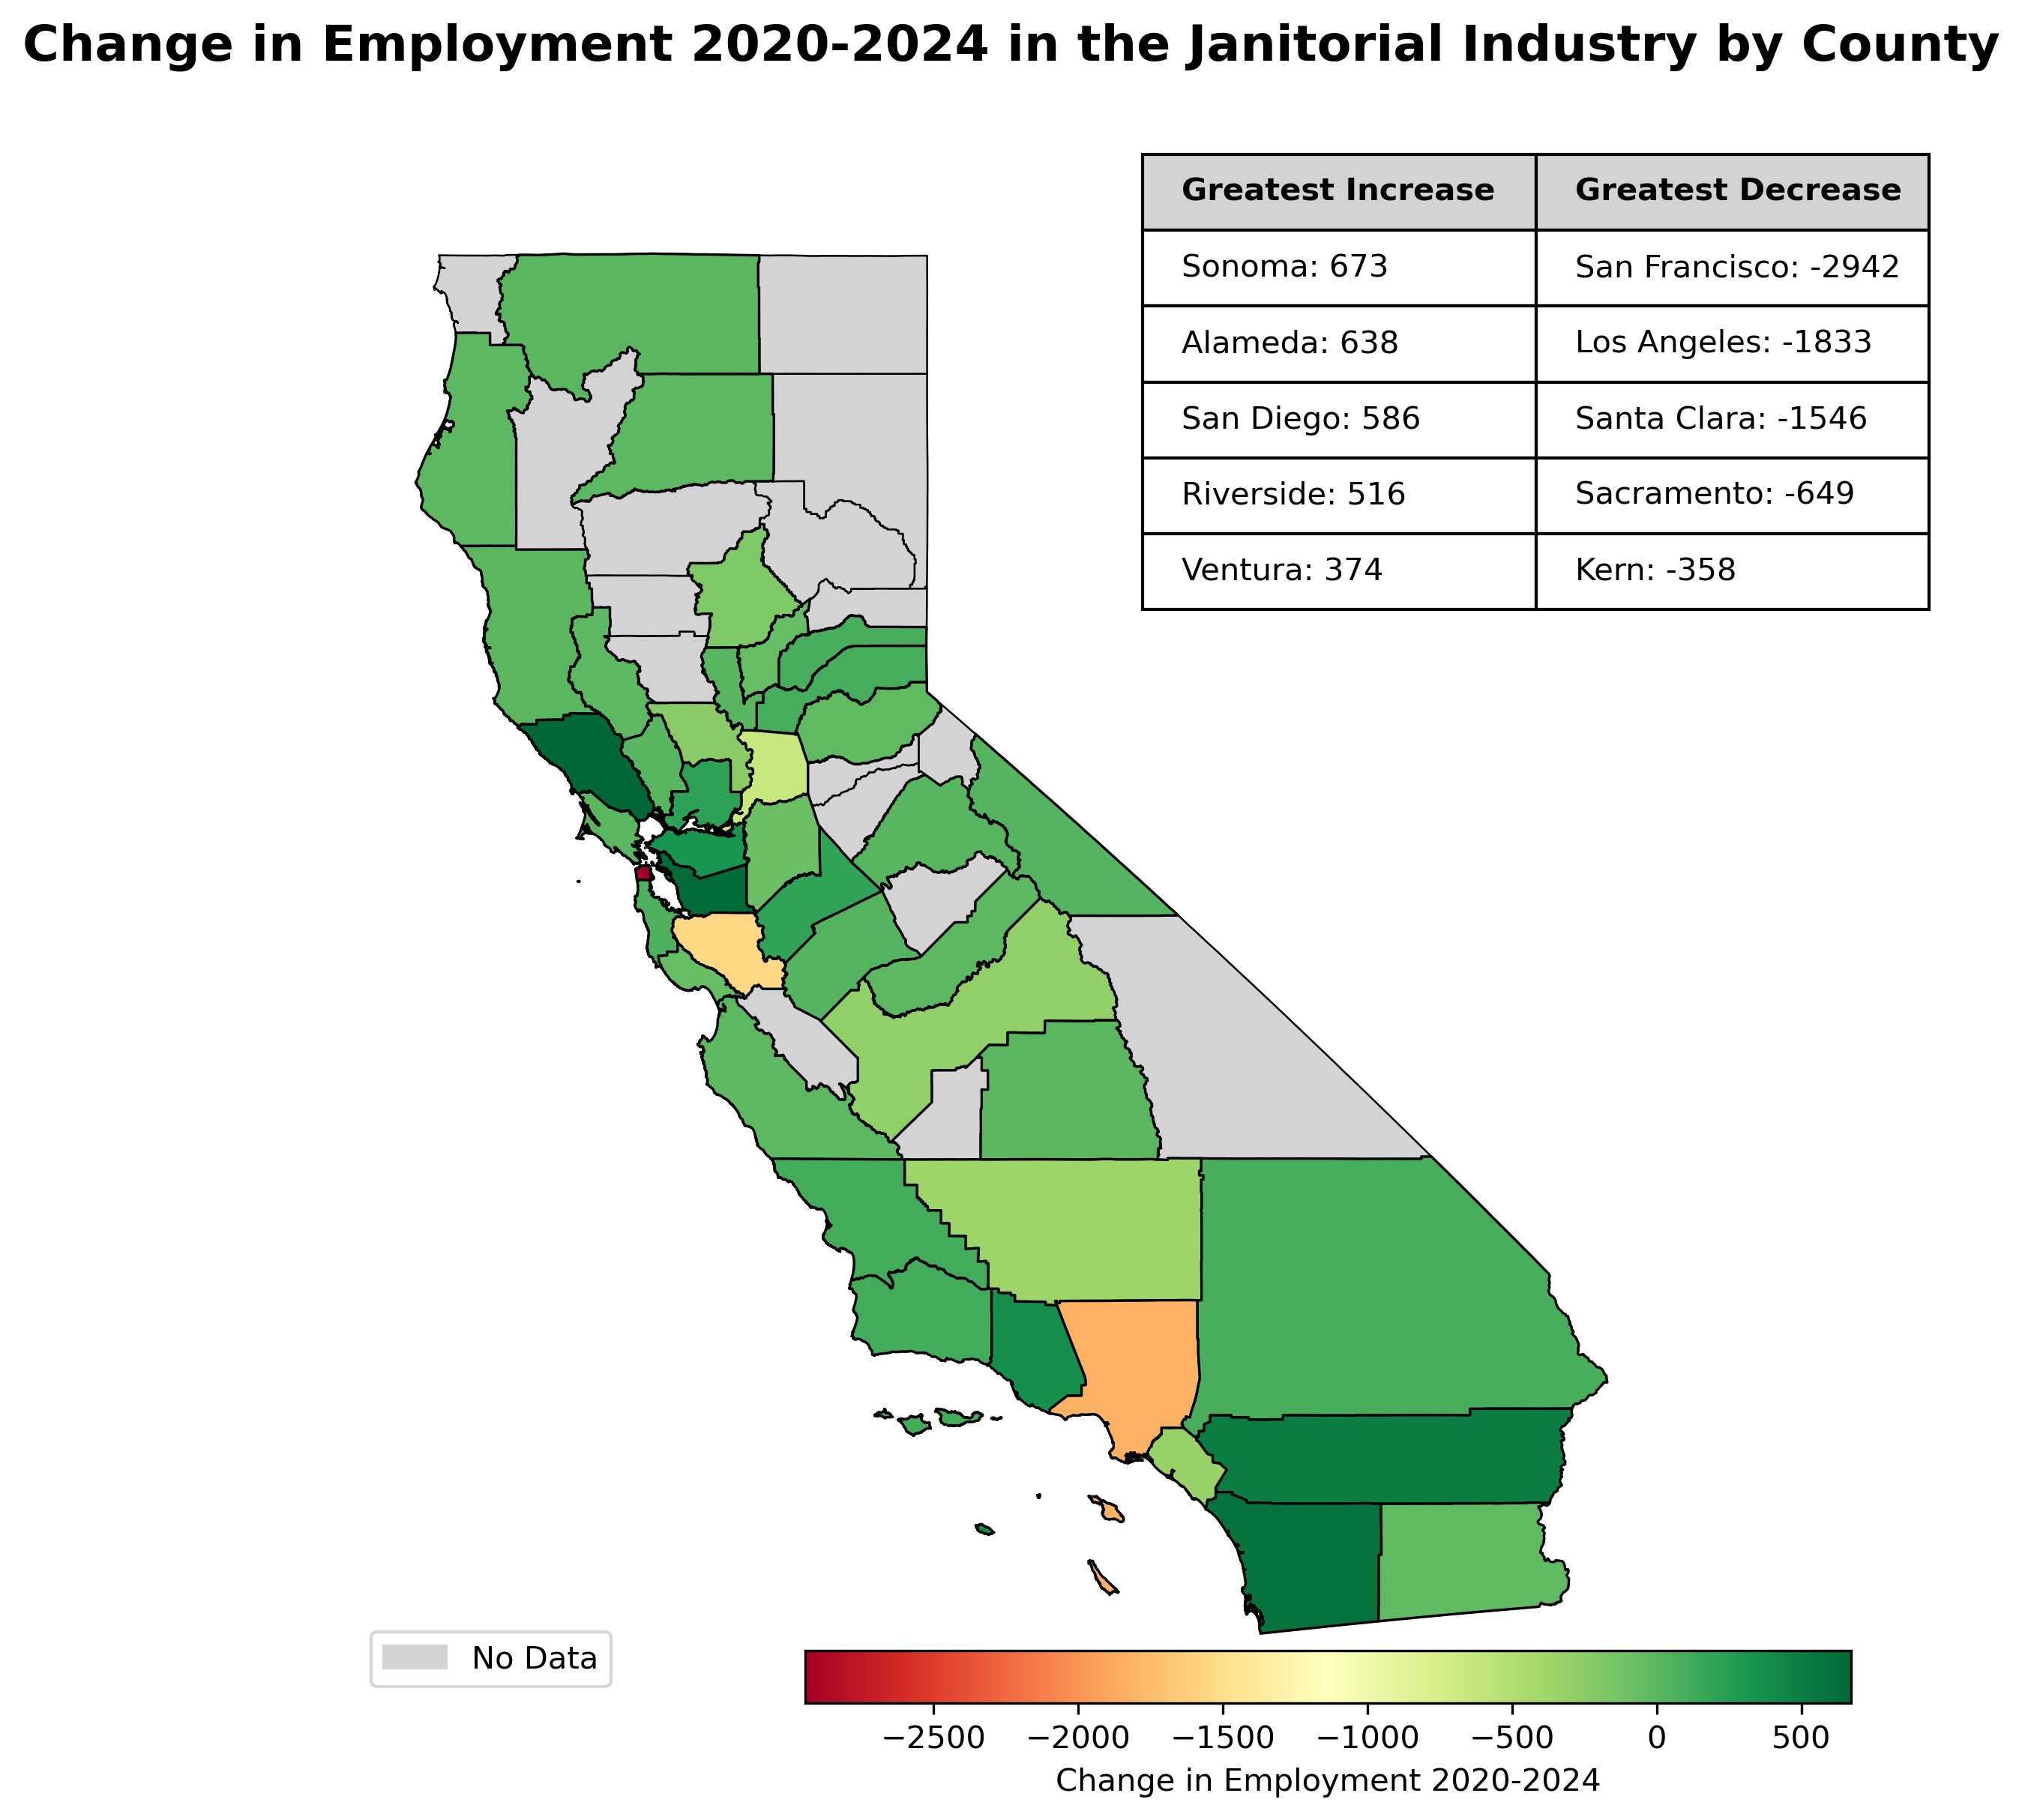 Change in Employment 2020-2024 in the Janitorial Industry by County
Greatest Increase Greatest Decrease
Sonoma: 673 San Francisco: -2942
Alameda: 638 Los Angeles: -1833
San Diego: 586 Santa Clara: -1546
Riverside: 516 Sacramento: -649
Ventura: 374 Kern: -358
No Data
−2500 −2000 −1500 −1000 −500 0 500
Change in Employment 2020-2024